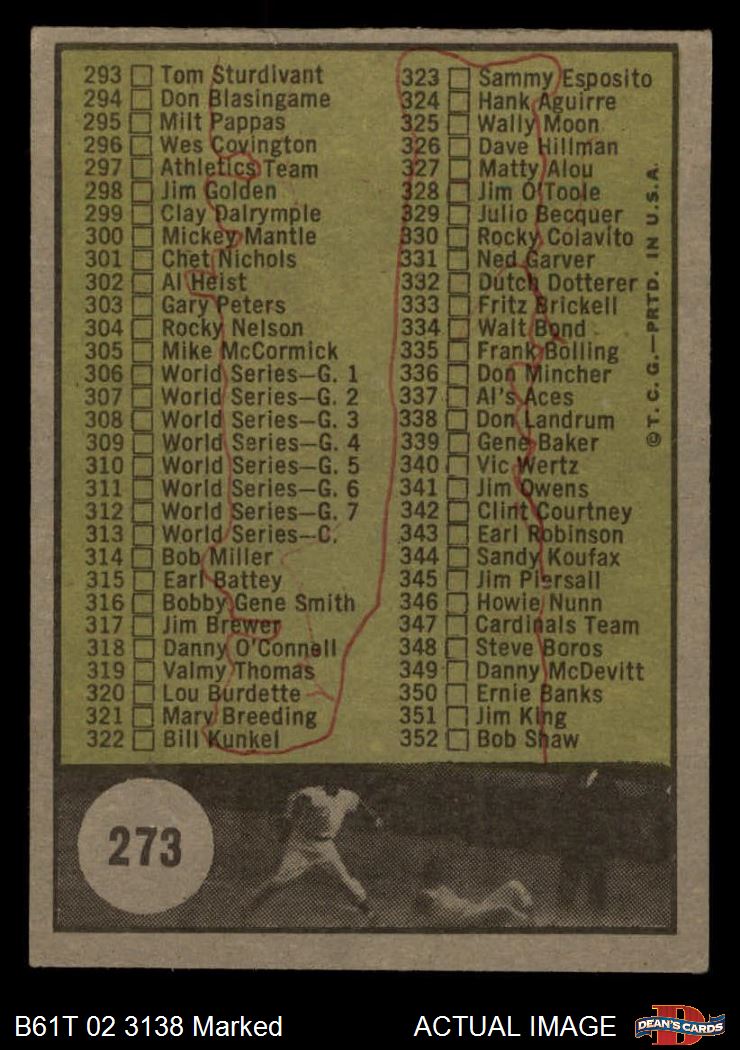 293 Tom Sturdivant
294 Don Blasingame
295 Milt Pappas
296 Wes Covington
297 Athletics Team
298 Jim Golden
299 Clay Dalrymple
300 Mickey Mantle
301 Chet Nichols
302 Al Heist
303 Gary Peters
304 Rocky Nelson
305 Mike McCormick
306 World Series—G. 1
307 World Series—G. 2
308 World Series—G. 3
309 World Series—G. 4
310 World Series—G. 5
311 World Series—G. 6
312 World Series—G. 7
313 World Series—C.
314 Bob Miller
315 Earl Battey
316 Bobby Gene Smith
317 Jim Brewer
318 Danny O'Connell
319 Valmy Thomas
320 Lou Burdette
321 Marv Breeding
322 Bill Kunkel
323 Sammy Esposito
324 Hank Aguirre
325 Wally Moon
326 Dave Hillman
327 Matty Alou
328 Jim O'Toole
329 Julio Becquer
330 Rocky Colavito
331 Ned Garver
332 Dutch Dotterer
333 Fritz Brickell
334 Walt Bond
335 Frank Bolling
336 Don Mincher
337 Al's Aces
338 Don Landrum
339 Gene Baker
340 Vic Wertz
341 Jim Owens
342 Clint Courtney
343 Earl Robinson
344 Sandy Koufax
345 Jim Piersall
346 Howie Nunn
347 Cardinals Team
348 Steve Boros
349 Danny McDevitt
350 Ernie Banks
351 Jim King
352 Bob Shaw
© T. C. G.—PRTD. IN U.S.A.
273
B61T 02 3138 Marked
ACTUAL IMAGE
DEAN'S CARDS